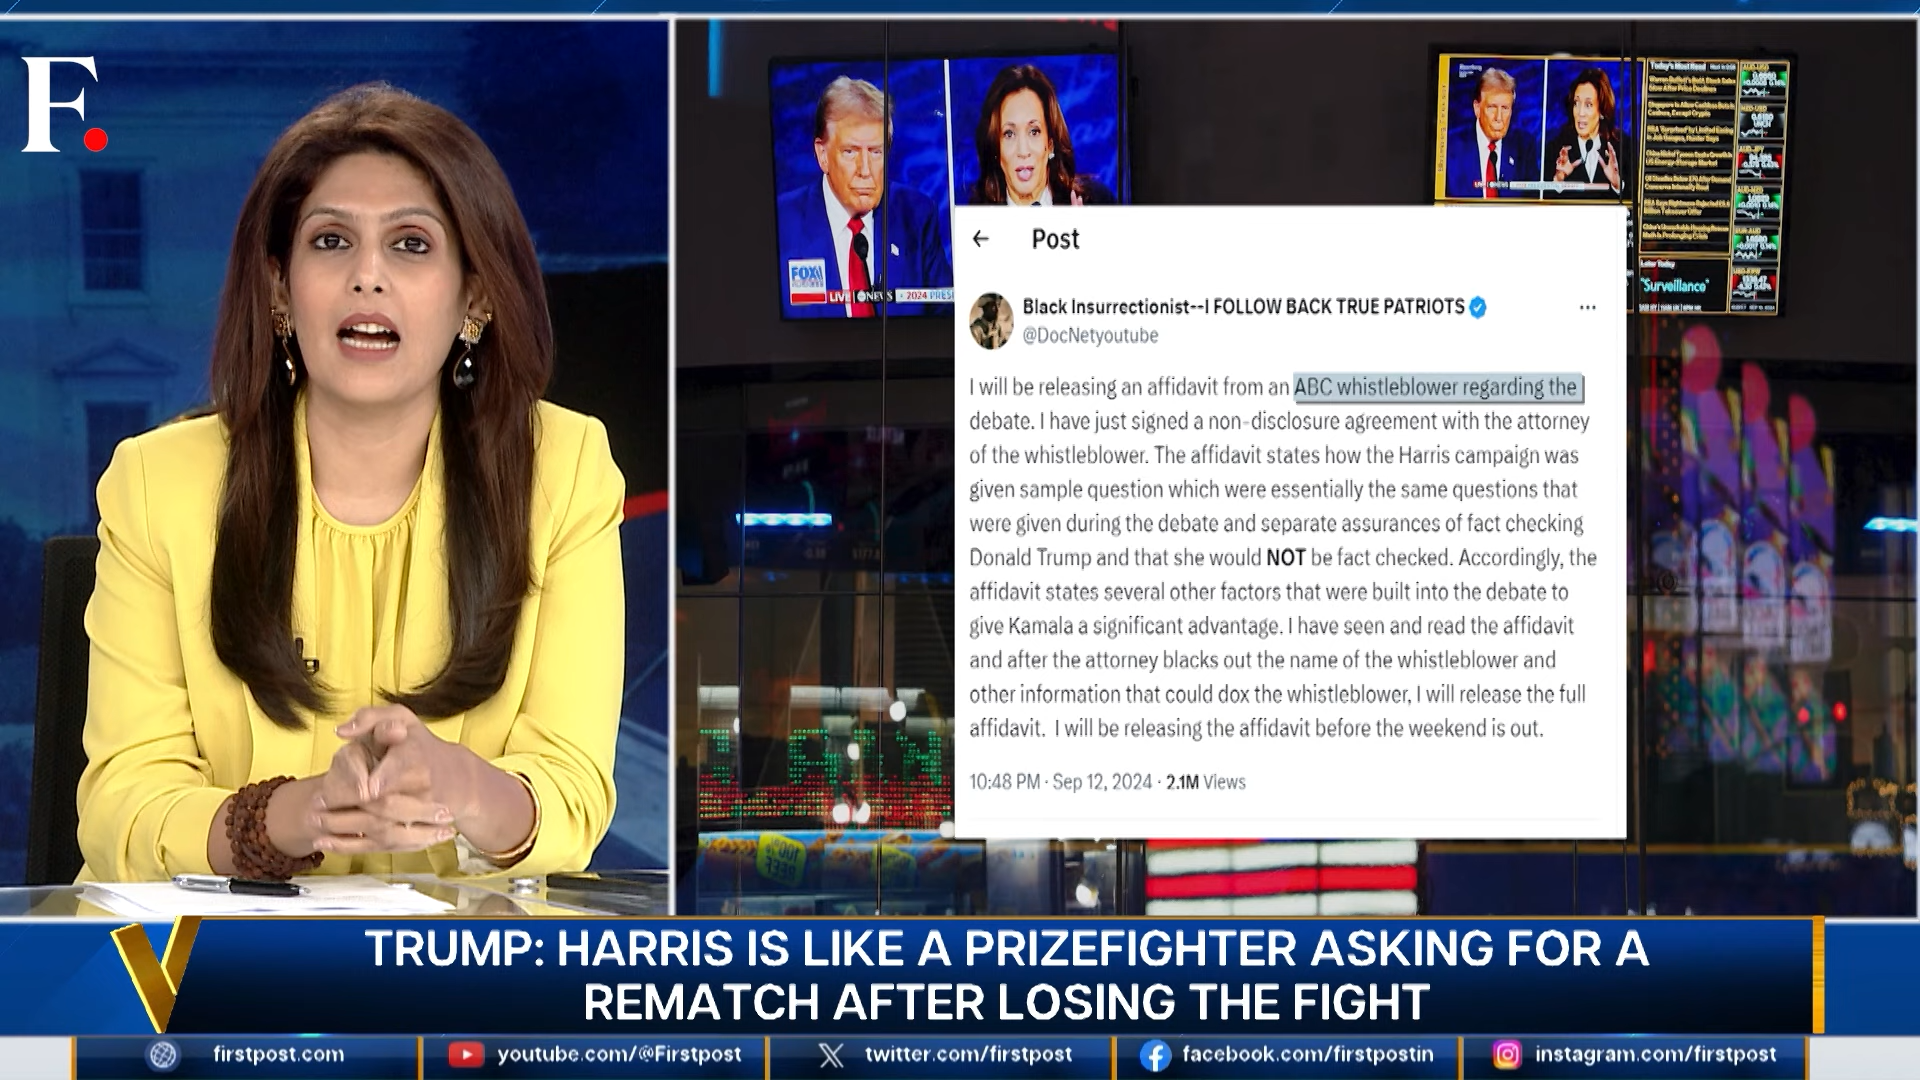 F.
FOX
LIVE
NEWS
2024 PRES
Today's Most Read
"Surveillance"
← Post
Black Insurrectionist--I FOLLOW BACK TRUE PATRIOTS
@DocNetyoutube
I will be releasing an affidavit from an ABC whistleblower regarding the
debate. I have just signed a non-disclosure agreement with the attorney
of the whistleblower. The affidavit states how the Harris campaign was
given sample question which were essentially the same questions that
were given during the debate and separate assurances of fact checking
Donald Trump and that she would NOT be fact checked. Accordingly, the
affidavit states several other factors that were built into the debate to
give Kamala a significant advantage. I have seen and read the affidavit
and after the attorney blacks out the name of the whistleblower and
other information that could dox the whistleblower, I will release the full
affidavit.  I will be releasing the affidavit before the weekend is out.
10:48 PM · Sep 12, 2024 · 2.1M Views
TRUMP: HARRIS IS LIKE A PRIZEFIGHTER ASKING FOR A
REMATCH AFTER LOSING THE FIGHT
firstpost.com
youtube.com/@Firstpost
twitter.com/firstpost
facebook.com/firstpostin
instagram.com/firstpost